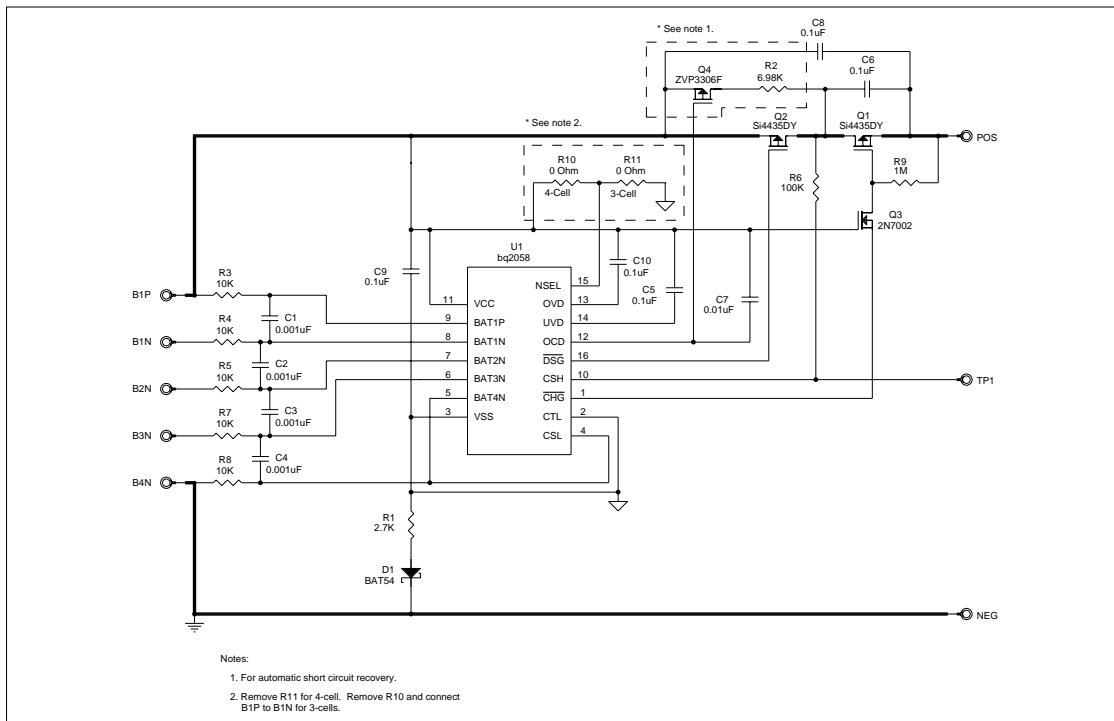 * See note 1.
C8
0.1uF
Q4
ZVP3306F
R2
6.98K
C6
0.1uF
* See note 2.
Q2
Si4435DY
Q1
Si4435DY
POS
R10
0 Ohm
4-Cell
R11
0 Ohm
3-Cell
R6
100K
R9
1M
Q3
2N7002
U1
bq2058
C9
0.1uF
C10
0.1uF
C5
0.1uF
C7
0.01uF
B1P
R3
10K
C1
0.001uF
B1N
R4
10K
C2
0.001uF
B2N
R5
10K
C3
0.001uF
B3N
R7
10K
C4
0.001uF
B4N
R8
10K
11 VCC
9 BAT1P
8 BAT1N
7 BAT2N
6 BAT3N
5 BAT4N
3 VSS
NSEL 15
OVD 13
UVD 14
OCD 12
DSG 16
CSH 10
CHG 1
CTL 2
CSL 4
TP1
R1
2.7K
D1
BAT54
NEG
Notes:
1. For automatic short circuit recovery.
2. Remove R11 for 4-cell. Remove R10 and connect
B1P to B1N for 3-cells.